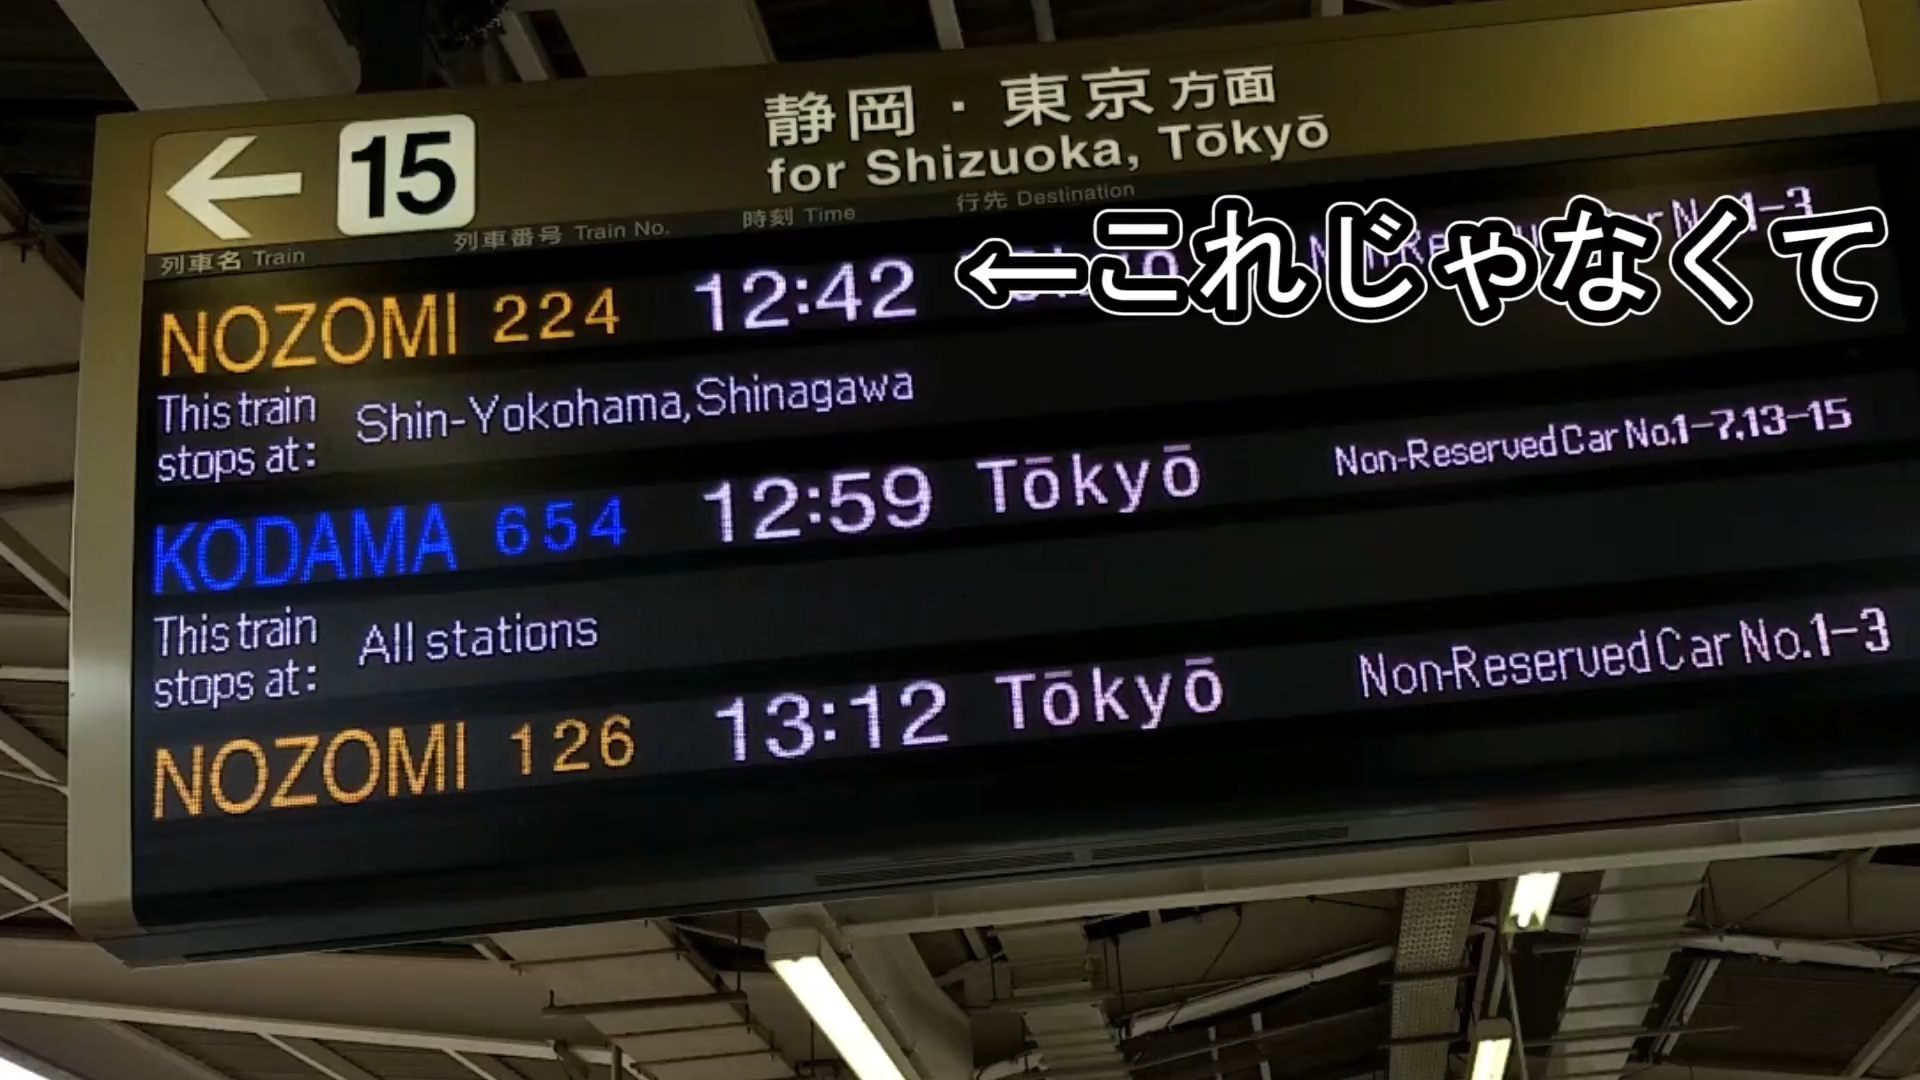 ← 15 静岡・東京方面
for Shizuoka, Tōkyō
列車名 Train 列車番号 Train No. 時刻 Time 行先 Destination
NOZOMI 224 12:42 1-3
←これじゃなくて
This train stops at: Shin-Yokohama,Shinagawa
KODAMA 654 12:59 Tōkyō Non-Reserved Car No.1-7,13-15
This train stops at: All stations
NOZOMI 126 13:12 Tōkyō Non-Reserved Car No.1-3